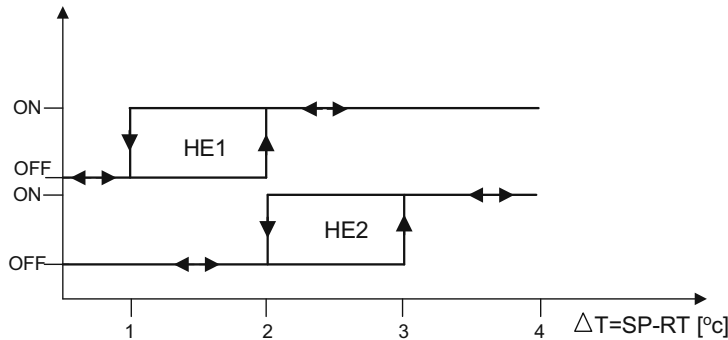 ON
HE1
OFF
ON
HE2
OFF
1 2 3 4 △T=SP-RT [ºc]